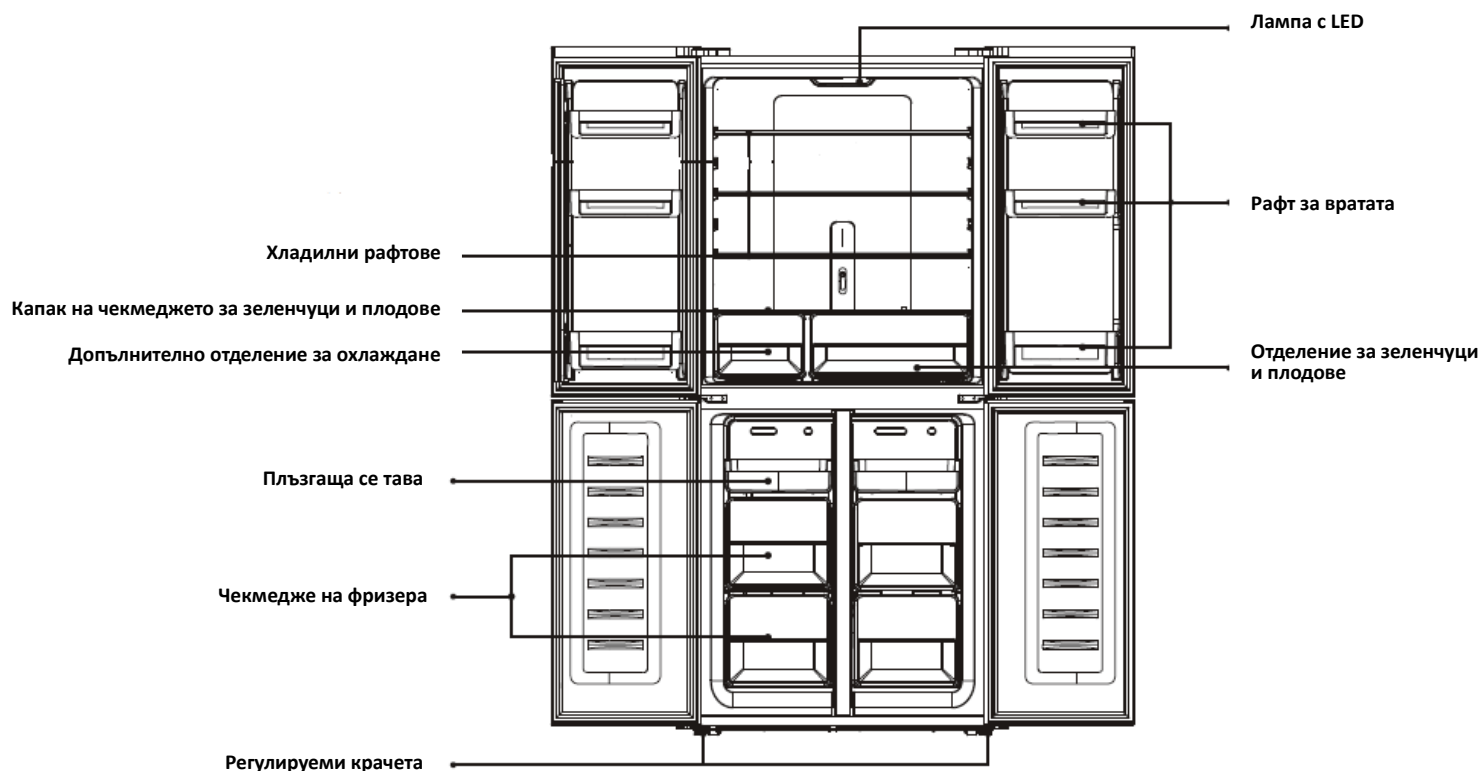 Лампа с LED
Рафт за вратата
Хладилни рафтове
Капак на чекмеджето за зеленчуци и плодове
Допълнително отделение за охлаждане
Отделение за зеленчуци
и плодове
Плъзгаща се тава
Чекмедже на фризера
Регулируеми крачета